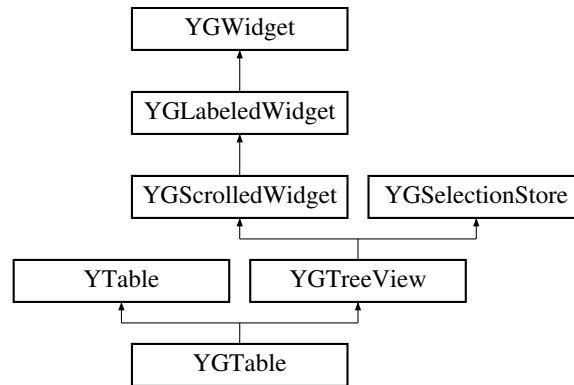 YGWidget
YGLabeledWidget
YGScrolledWidget
YGSelectionStore
YTable
YGTreeView
YGTable